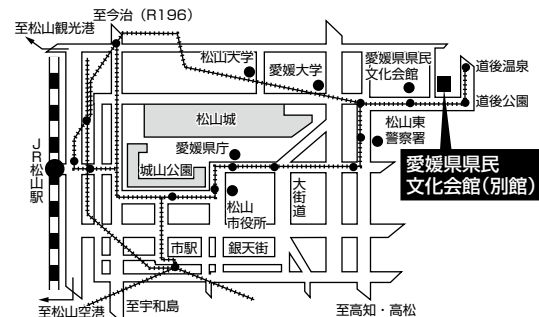 至今治（R196）
至松山観光港
松山大学
愛媛大学
愛媛県県民
文化会館
道後温泉
道後公園
松山城
松山東
警察署
愛媛県庁
城山公園
JR松山駅
愛媛県県民
文化会館(別館)
松山
市役所
大街道
市駅
銀天街
至松山空港
至宇和島
至高知・高松